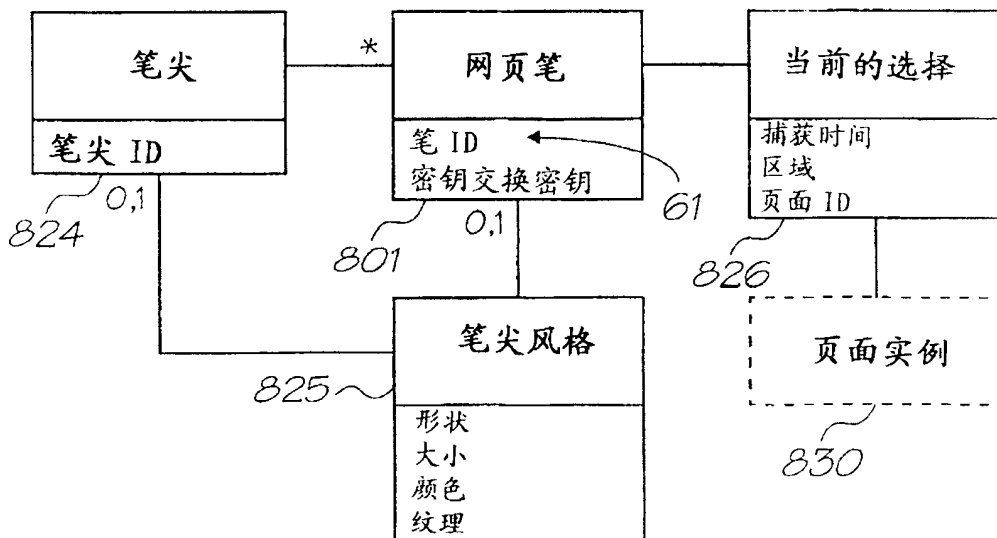 笔尖
*
网页笔
当前的选择
笔尖 ID
笔 ID
密钥交换密钥
捕获时间
区域
页面 ID
0,1
824
801
0,1
61
826
笔尖风格
页面实例
825
形状
大小
颜色
纹理
830